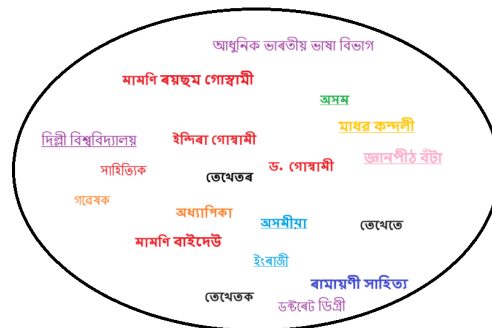 আধুনিক ভাৰতীয় ভাষা বিভাগ
মামণি ৰয়ছম গোস্বামী
অসম
মাধৱ কন্দলী
দিল্লী বিশ্ববিদ্যালয়
ইন্দিৰা গোস্বামী
জ্ঞানপীঠ বঁটা
সাহিত্যিক
তেখেতৰ
ড. গোস্বামী
গৱেষক
অধ্যাপিকা
অসমীয়া
তেখেতে
মামণি বাইদেউ
ইংৰাজী
ৰামায়ণী সাহিত্য
তেখেতক
ডক্টৰেট ডিগ্ৰী